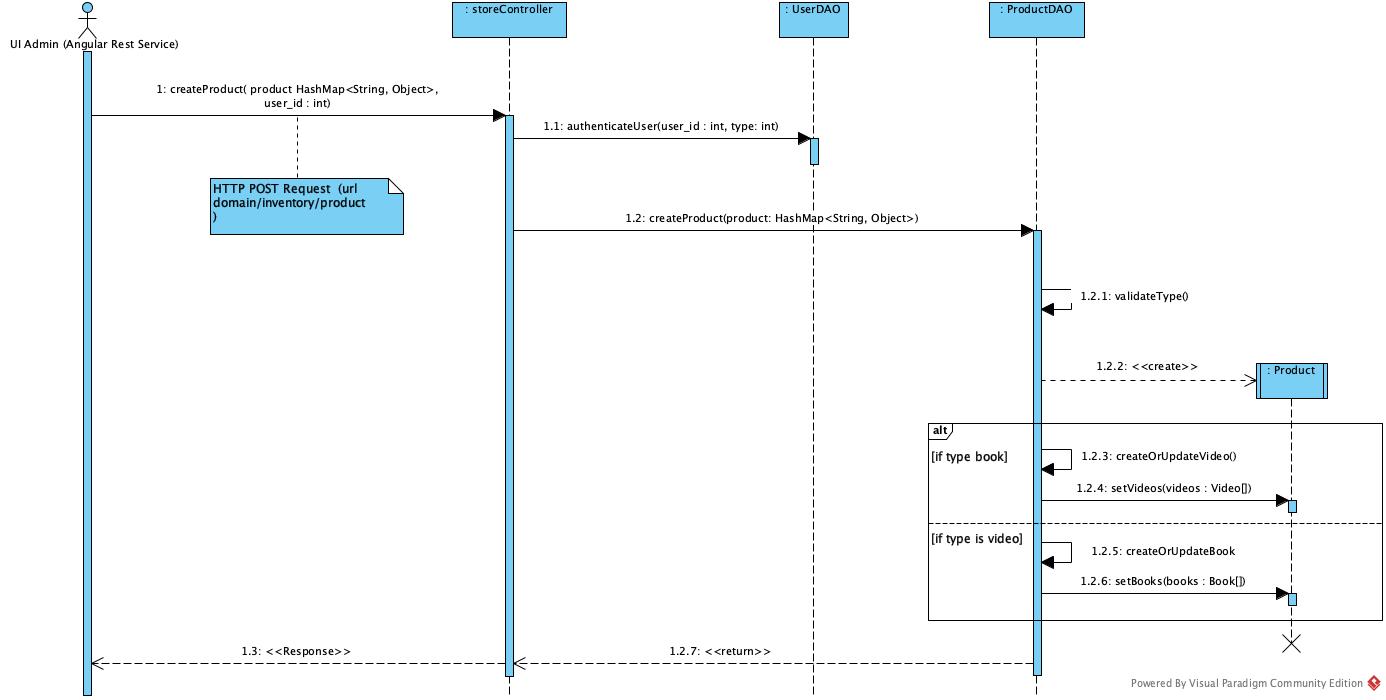 : storeController
: UserDAO
: ProductDAO
UI Admin (Angular Rest Service)
1: createProduct( product HashMap<String, Object>,
user_id : int)
1.1: authenticateUser(user_id : int, type: int)
HTTP POST Request  (url
domain/inventory/product
)
1.2: createProduct(product: HashMap<String, Object>)
1.2.1: validateType()
1.2.2: <<create>>
: Product
alt
[if type book]
1.2.3: createOrUpdateVideo()
1.2.4: setVideos(videos : Video[])
[if type is video]
1.2.5: createOrUpdateBook
1.2.6: setBooks(books : Book[])
1.3: <<Response>>
1.2.7: <<return>>
Powered By Visual Paradigm Community Edition